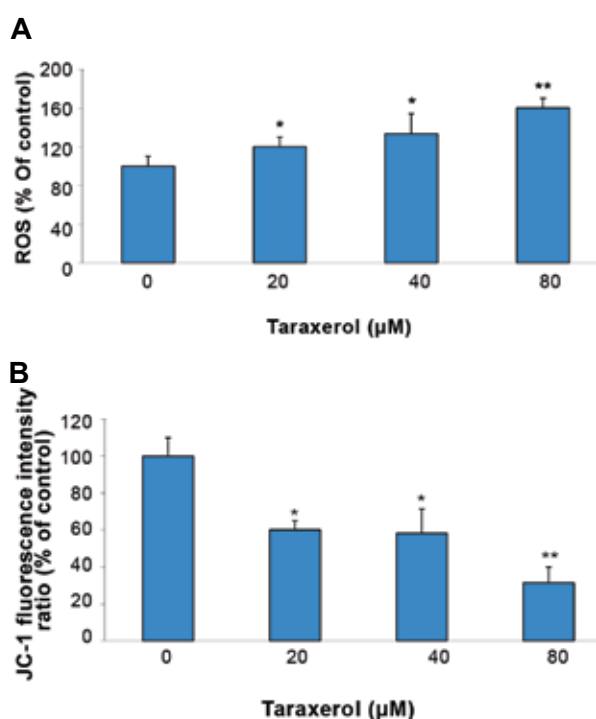 A
ROS (% Of control)
200
160
120
80
40
0
*
*
**
0 20 40 80
Taraxerol (µM)
B
JC-1 fluorescence intensity
ratio (% of control)
120
100
80
60
40
20
0
*
*
**
0 20 40 80
Taraxerol (µM)